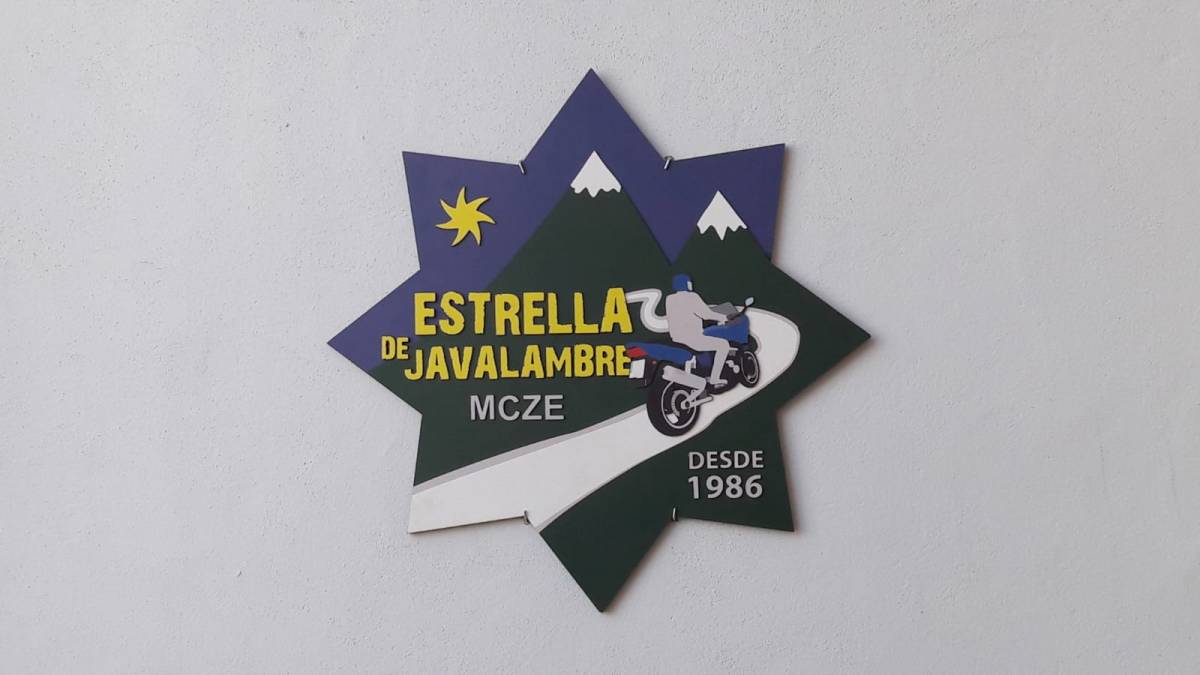 ESTRELLA
DE JAVALAMBRE
MCZE
DESDE
1986